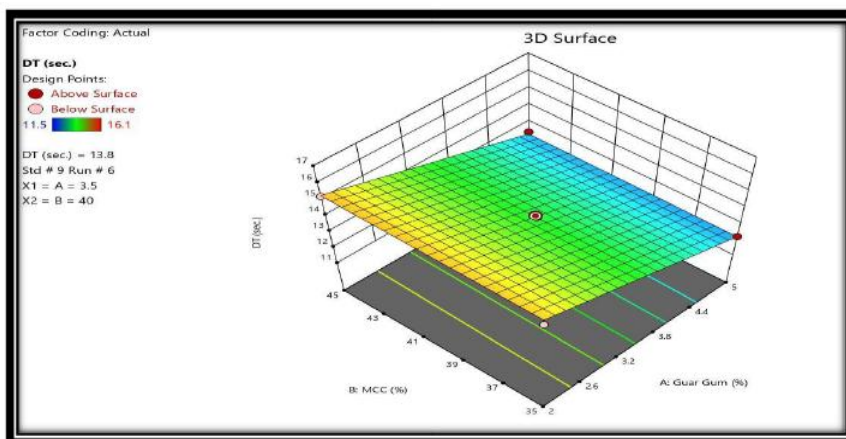 Factor Coding: Actual
3D Surface
DT (sec.)
Design Points:
Above Surface
Below Surface
11.5 16.1
DT (sec.) = 13.8
Std # 9 Run # 6
X1 = A = 3.5
X2 = B = 40
17
16
15
14
13
12
11
DT (sec.)
45
43
41
39
37
35
B: MCC (%)
2
2.6
3.2
3.8
4.4
5
A: Guar Gum (%)